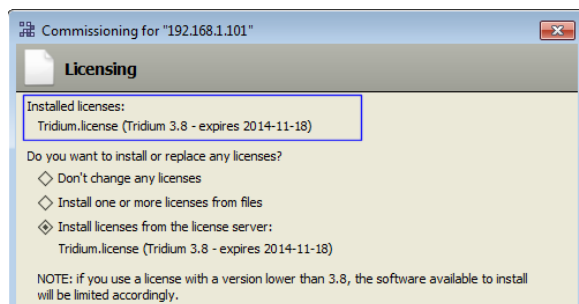 Commissioning for "192.168.1.101"
Licensing
Installed licenses:
Tridium.license (Tridium 3.8 - expires 2014-11-18)
Do you want to install or replace any licenses?
Don't change any licenses
Install one or more licenses from files
Install licenses from the license server:
Tridium.license (Tridium 3.8 - expires 2014-11-18)
NOTE: if you use a license with a version lower than 3.8, the software available to install
will be limited accordingly.